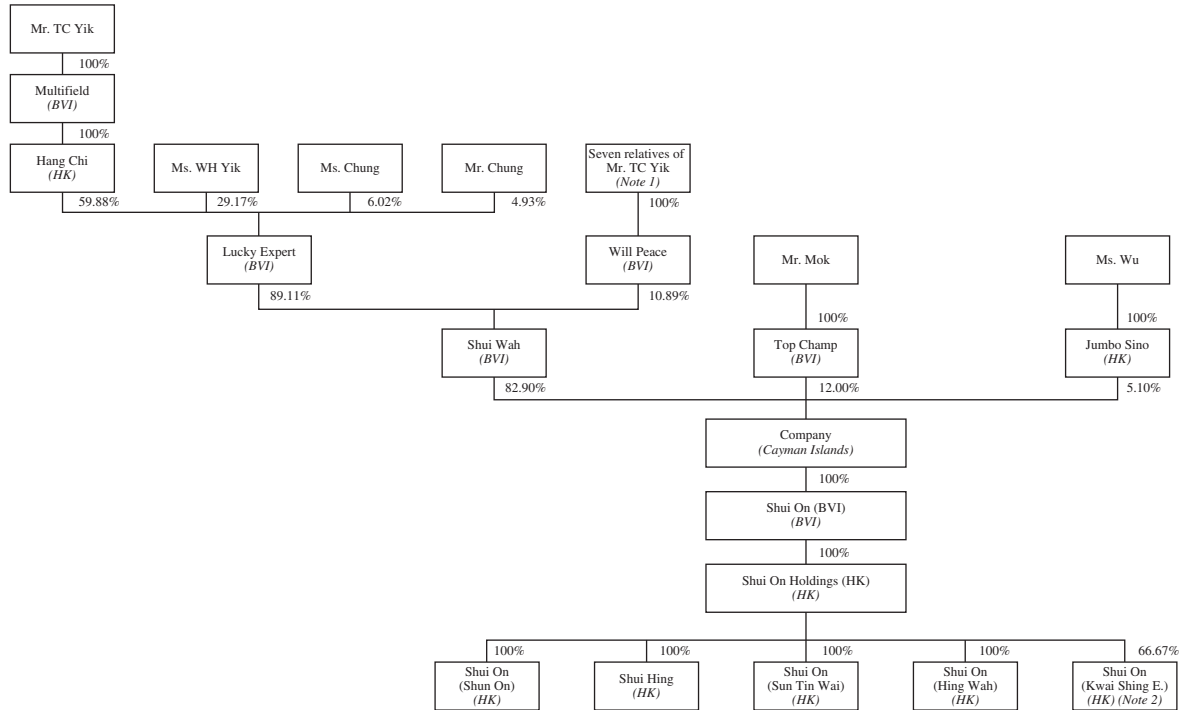 Mr. TC Yik
100%
Multifield
(BVI)
100%
Hang Chi
(HK)
Ms. WH Yik
Ms. Chung
Mr. Chung
Seven relatives of
Mr. TC Yik
(Note 1)
59.88%
29.17%
6.02%
4.93%
100%
Lucky Expert
(BVI)
Will Peace
(BVI)
Mr. Mok
Ms. Wu
89.11%
10.89%
100%
100%
Shui Wah
(BVI)
Top Champ
(BVI)
Jumbo Sino
(HK)
82.90%
12.00%
5.10%
Company
(Cayman Islands)
100%
Shui On (BVI)
(BVI)
100%
Shui On Holdings (HK)
(HK)
100%
100%
100%
100%
66.67%
Shui On
(Shun On)
(HK)
Shui Hing
(HK)
Shui On
(Sun Tin Wai)
(HK)
Shui On
(Hing Wah)
(HK)
Shui On
(Kwai Shing E.)
(HK) (Note 2)